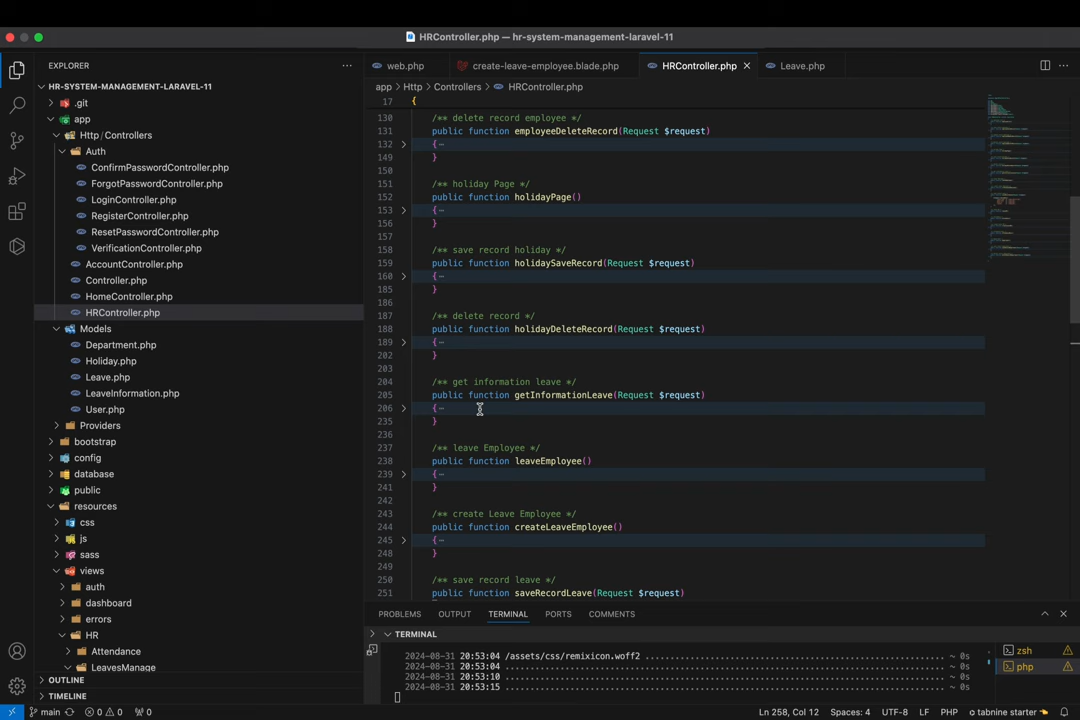 HRController.php — hr-system-management-laravel-11
EXPLORER
web.php
create-leave-employee.blade.php
HRController.php
Leave.php
HR-SYSTEM-MANAGEMENT-LARAVEL-11
.git
app
Http / Controllers
Auth
ConfirmPasswordController.php
ForgotPasswordController.php
LoginController.php
RegisterController.php
ResetPasswordController.php
VerificationController.php
AccountController.php
Controller.php
HomeController.php
HRController.php
Models
Department.php
Holiday.php
Leave.php
LeaveInformation.php
User.php
Providers
bootstrap
config
database
public
resources
css
js
sass
views
auth
dashboard
errors
HR
Attendance
LeavesManage
OUTLINE
TIMELINE
app > Http > Controllers > HRController.php
17 {
130 /** delete record employee */
131 public function employeeDeleteRecord(Request $request)
132 {⋯
149 }
150
151 /** holiday Page */
152 public function holidayPage()
153 {⋯
156 }
157
158 /** save record holiday */
159 public function holidaySaveRecord(Request $request)
160 {⋯
185 }
186
187 /** delete record */
188 public function holidayDeleteRecord(Request $request)
189 {⋯
202 }
203
204 /** get information leave */
205 public function getInformationLeave(Request $request)
206 {⋯
235 }
236
237 /** leave Employee */
238 public function leaveEmployee()
239 {⋯
241 }
242
243 /** create Leave Employee */
244 public function createLeaveEmployee()
245 {⋯
248 }
249
250 /** save record leave */
251 public function saveRecordLeave(Request $request)
PROBLEMS OUTPUT TERMINAL PORTS COMMENTS
TERMINAL
2024-08-31 20:53:04 /assets/css/remixicon.woff2 ........ ~ 0s
2024-08-31 20:53:04 ........ ~ 0s
2024-08-31 20:53:10 ........ ~ 0s
2024-08-31 20:53:15 ........ ~ 0s
zsh
php
main 0 0 0 Ln 258, Col 12 Spaces: 4 UTF-8 LF PHP tabnine starter